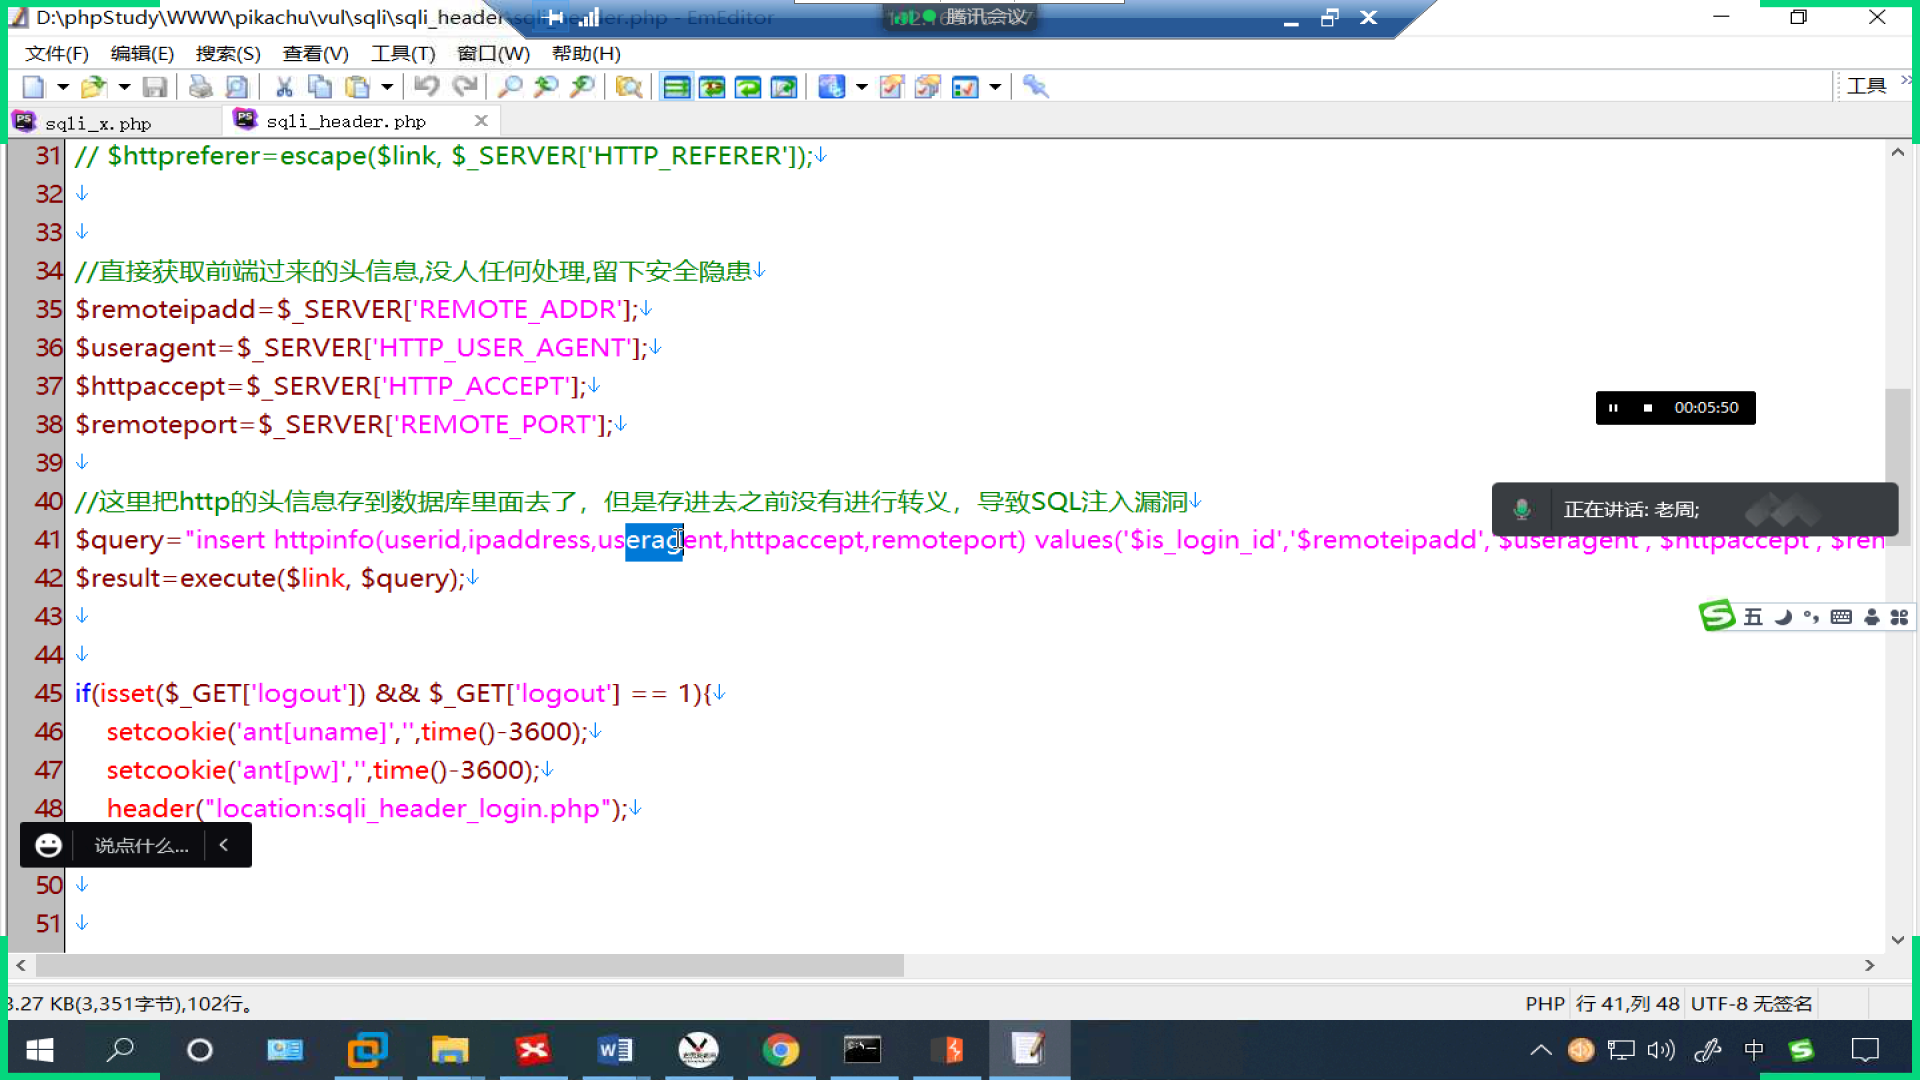 D:\phpStudy\WWW\pikachu\vul\sqli\sqli_header\sqli_header.php - EmEditor
腾讯会议
文件(F) 编辑(E) 搜索(S) 查看(V) 工具(T) 窗口(W) 帮助(H)
工具
sqli_x.php
sqli_header.php
31 // $httpreferer=escape($link, $_SERVER['HTTP_REFERER']);↓
32 ↓
33 ↓
34 //直接获取前端过来的头信息,没人任何处理,留下安全隐患↓
35 $remoteipadd=$_SERVER['REMOTE_ADDR'];↓
36 $useragent=$_SERVER['HTTP_USER_AGENT'];↓
37 $httpaccept=$_SERVER['HTTP_ACCEPT'];↓
38 $remoteport=$_SERVER['REMOTE_PORT'];↓
39 ↓
40 //这里把http的头信息存到数据库里面去了，但是存进去之前没有进行转义，导致SQL注入漏洞↓
41 $query="insert httpinfo(userid,ipaddress,useragent,httpaccept,remoteport) values('$is_login_id','$remoteipadd','$useragent','$httpaccept','$ren
42 $result=execute($link, $query);↓
43 ↓
44 ↓
45 if(isset($_GET['logout']) && $_GET['logout'] == 1){↓
46 setcookie('ant[uname]','',time()-3600);↓
47 setcookie('ant[pw]','',time()-3600);↓
48 header("location:sqli_header_login.php");↓
50 ↓
51 ↓
00:05:50
正在讲话: 老周;
五
说点什么...
3.27 KB(3,351字节),102行。
PHP 行 41,列 48 UTF-8 无签名
中